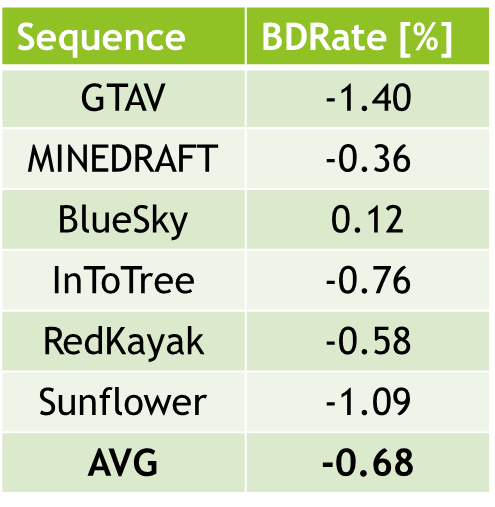 Sequence BDRate [%]
GTAV -1.40
MINEDRAFT -0.36
BlueSky 0.12
InToTree -0.76
RedKayak -0.58
Sunflower -1.09
AVG -0.68